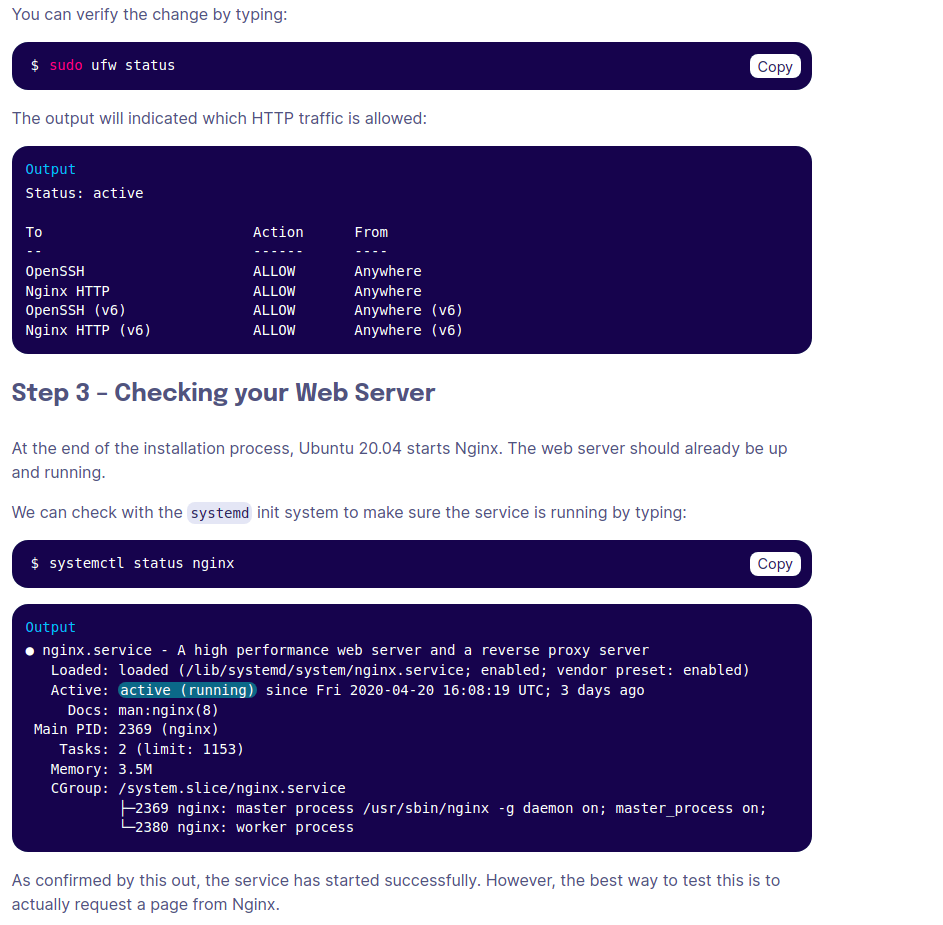 You can verify the change by typing:
$ sudo ufw status
Copy
The output will indicated which HTTP traffic is allowed:
Output
Status: active
To                         Action      From
--                         ------      ----
OpenSSH                    ALLOW       Anywhere
Nginx HTTP                 ALLOW       Anywhere
OpenSSH (v6)               ALLOW       Anywhere (v6)
Nginx HTTP (v6)            ALLOW       Anywhere (v6)
Step 3 – Checking your Web Server
At the end of the installation process, Ubuntu 20.04 starts Nginx. The web server should already be up
and running.
We can check with the systemd init system to make sure the service is running by typing:
$ systemctl status nginx
Copy
Output
● nginx.service - A high performance web server and a reverse proxy server
   Loaded: loaded (/lib/systemd/system/nginx.service; enabled; vendor preset: enabled)
   Active: active (running) since Fri 2020-04-20 16:08:19 UTC; 3 days ago
     Docs: man:nginx(8)
 Main PID: 2369 (nginx)
    Tasks: 2 (limit: 1153)
   Memory: 3.5M
   CGroup: /system.slice/nginx.service
           ├─2369 nginx: master process /usr/sbin/nginx -g daemon on; master_process on;
           └─2380 nginx: worker process
As confirmed by this out, the service has started successfully. However, the best way to test this is to
actually request a page from Nginx.